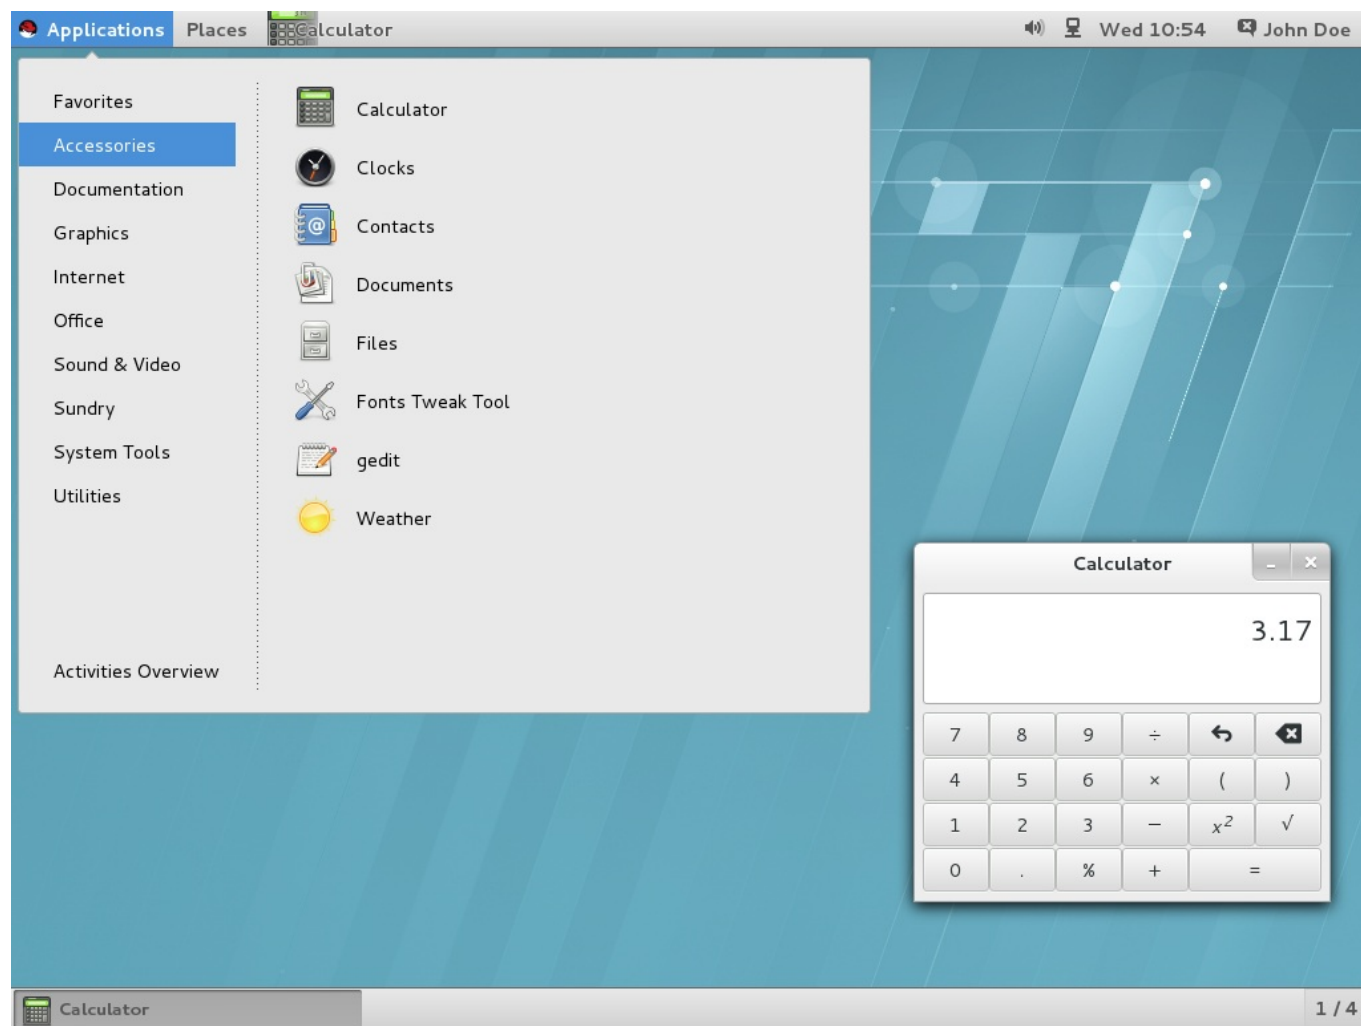 Applications Places Calculator Wed 10:54 John Doe
Favorites
Accessories
Documentation
Graphics
Internet
Office
Sound & Video
Sundry
System Tools
Utilities
Activities Overview
Calculator
Clocks
Contacts
Documents
Files
Fonts Tweak Tool
gedit
Weather
Calculator
3.17
7 8 9 ÷
4 5 6 × ( )
1 2 3 − x² √
0 . % + =
Calculator 1 / 4